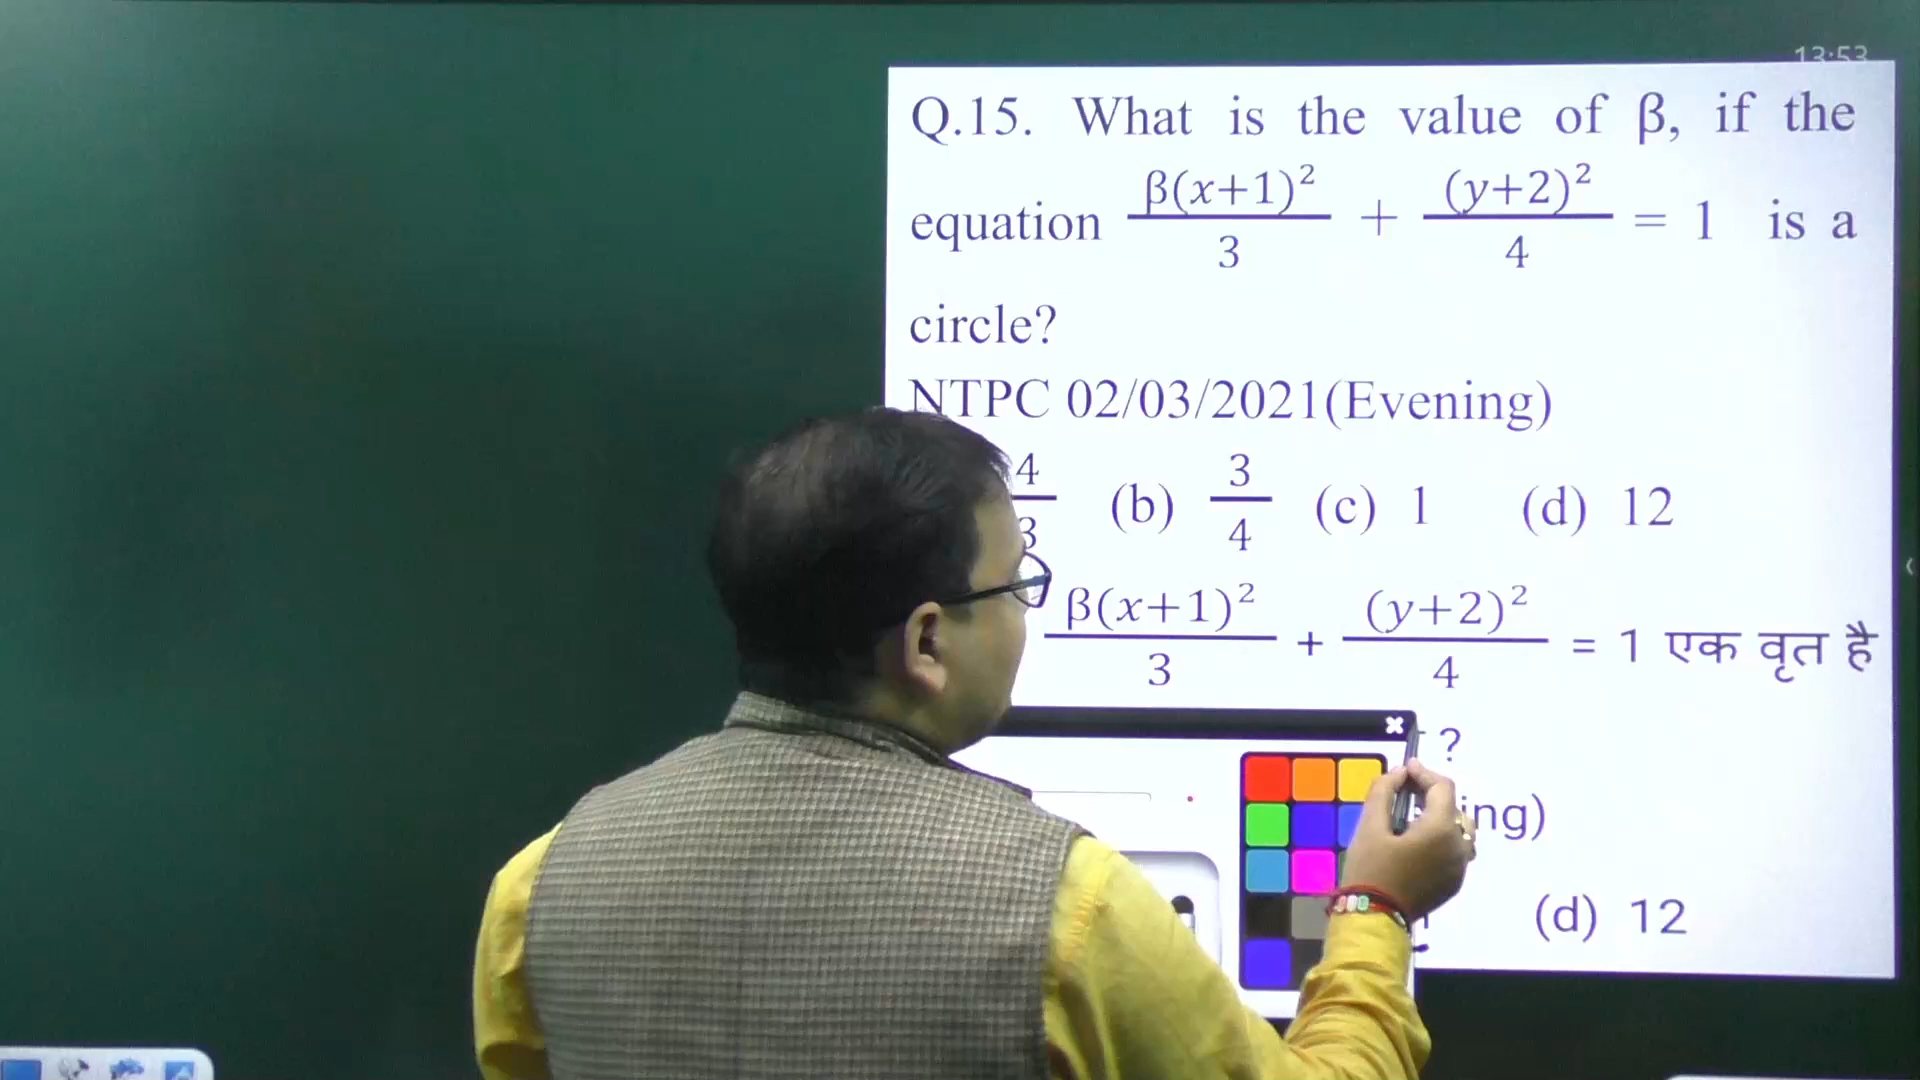 13:53
Q.15. What is the value of β, if the
equation β(x+1)²/3 + (y+2)²/4 = 1 is a
circle?
NTPC 02/03/2021(Evening)
4/3 (b) 3/4 (c) 1 (d) 12
β(x+1)²/3 + (y+2)²/4 = 1 एक वृत है
?
ing)
(d) 12